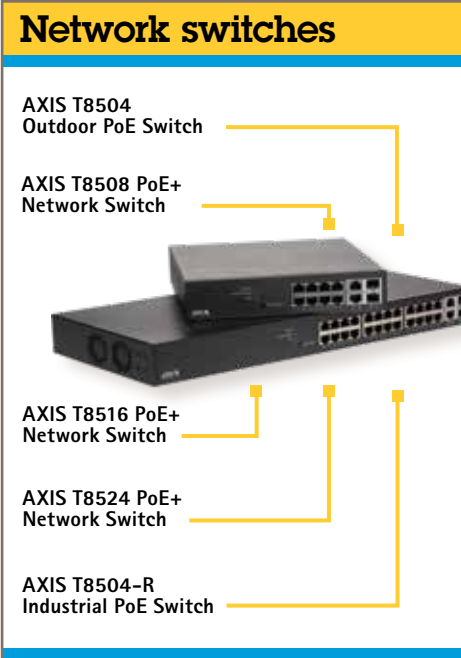 Network switches
AXIS T8504
Outdoor PoE Switch
AXIS T8508 PoE+
Network Switch
AXIS T8516 PoE+
Network Switch
AXIS T8524 PoE+
Network Switch
AXIS T8504-R
Industrial PoE Switch